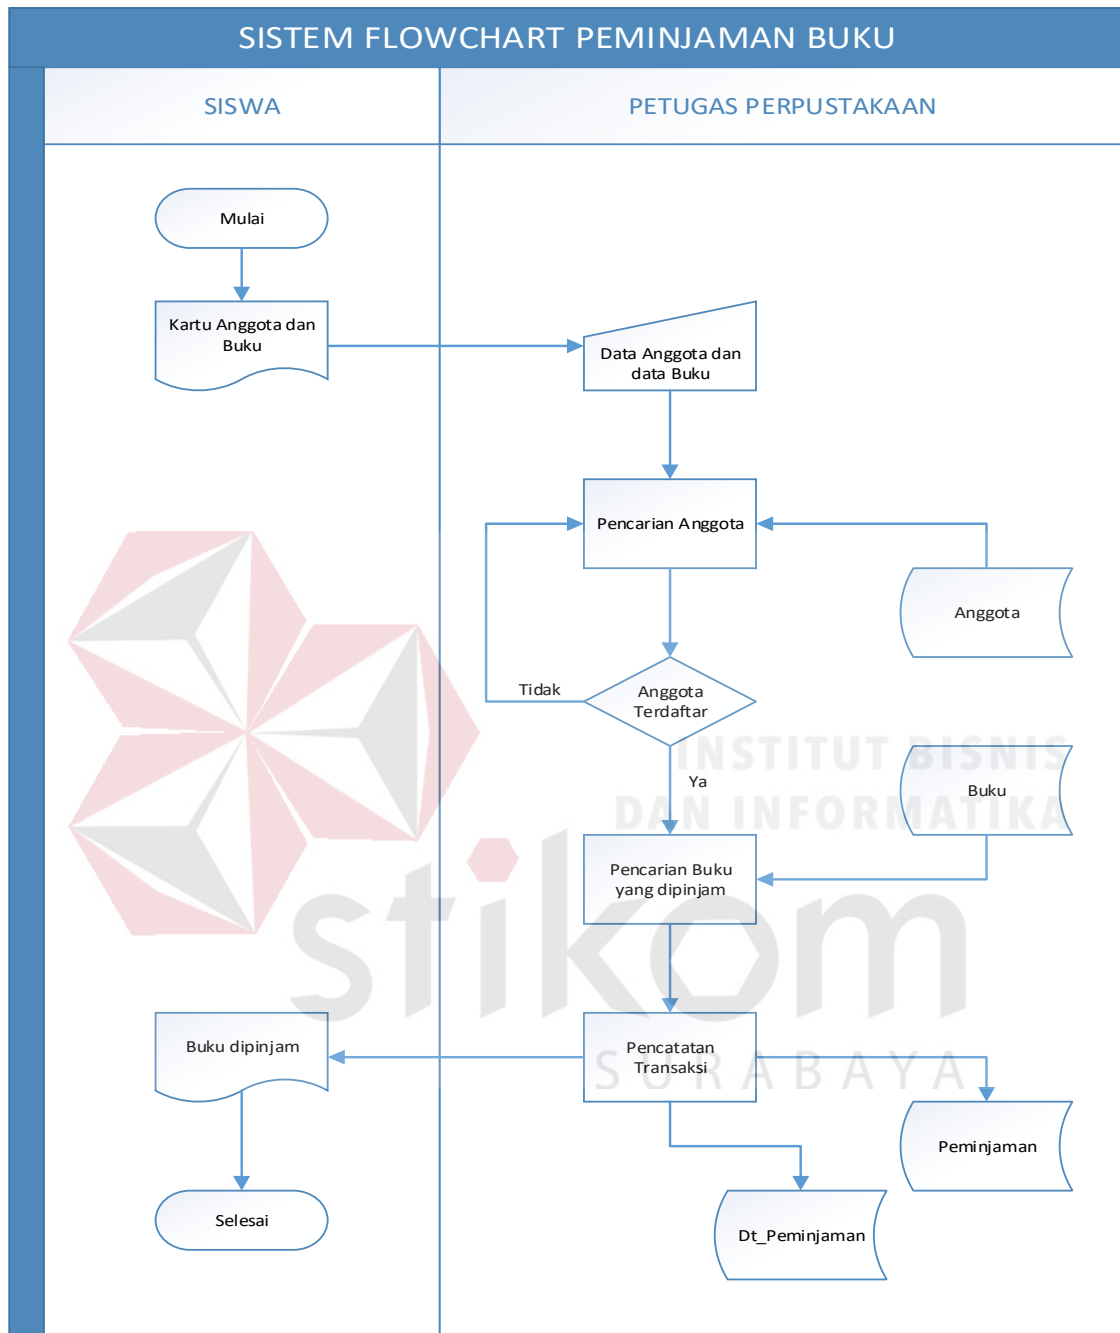 SISTEM FLOWCHART PEMINJAMAN BUKU
SISWA
PETUGAS PERPUSTAKAAN
Mulai
Kartu Anggota dan
Buku
Data Anggota dan
data Buku
Pencarian Anggota
Anggota
Tidak
Anggota
Terdaftar
INSTITUT BISNIS
DAN INFORMATIKA
Ya
Buku
Pencarian Buku
yang dipinjam
stikom
SURABAYA
Buku dipinjam
Pencatatan
Transaksi
Peminjaman
Selesai
Dt_Peminjaman